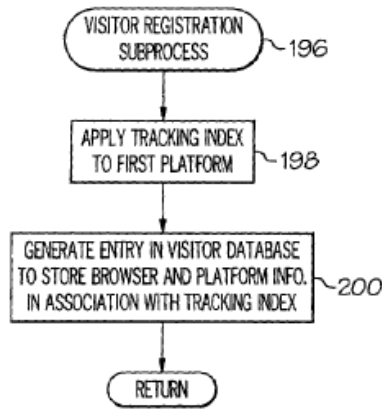 VISITOR REGISTRATION
SUBPROCESS
196
APPLY TRACKING INDEX
TO FIRST PLATFORM
198
GENERATE ENTRY IN VISITOR DATABASE
TO STORE BROWSER AND PLATFORM INFO.
IN ASSOCIATION WITH TRACKING INDEX
200
RETURN